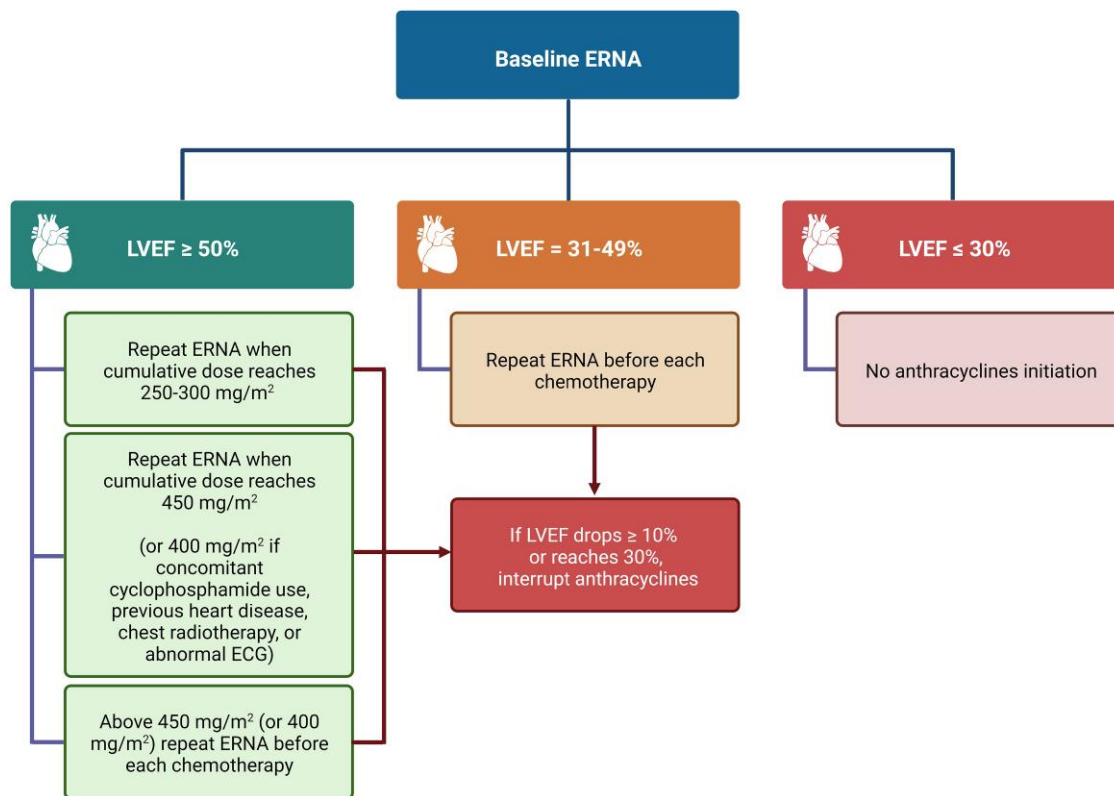 Baseline ERNA
LVEF ≥ 50%
LVEF = 31-49%
LVEF ≤ 30%
Repeat ERNA when
cumulative dose reaches
250-300 mg/m²
Repeat ERNA when
cumulative dose reaches
450 mg/m²
(or 400 mg/m² if
concomitant
cyclophosphamide use,
previous heart disease,
chest radiotherapy, or
abnormal ECG)
Above 450 mg/m² (or 400
mg/m²) repeat ERNA before
each chemotherapy
Repeat ERNA before each
chemotherapy
If LVEF drops ≥ 10%
or reaches 30%,
interrupt anthracyclines
No anthracyclines initiation